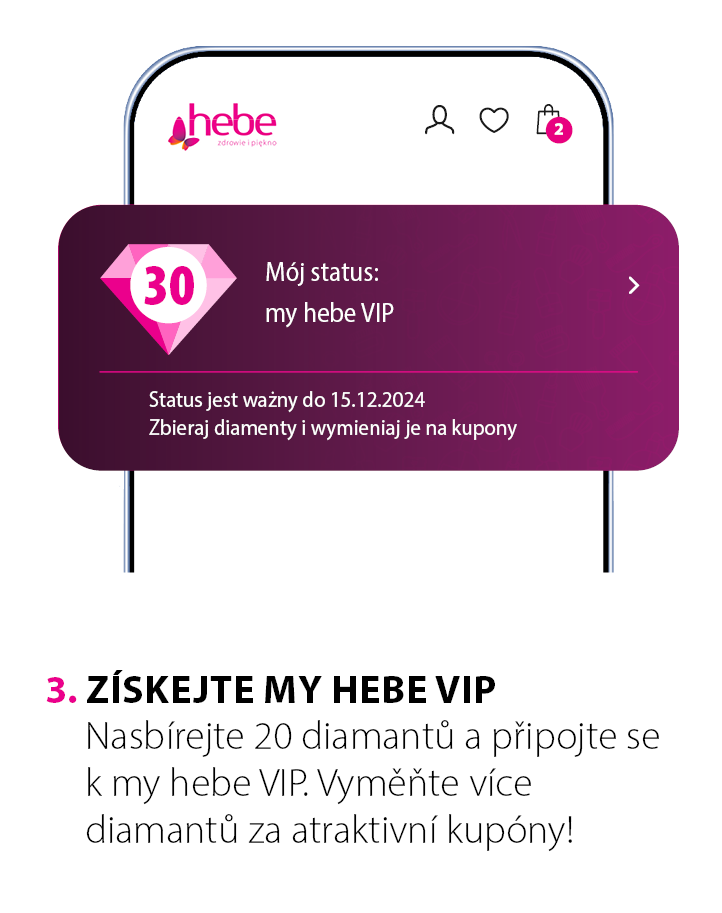 hebe
zdrowie i piękno
2
30
Mój status:
my hebe VIP
Status jest ważny do 15.12.2024
Zbieraj diamenty i wymieniaj je na kupony
3. ZÍSKEJTE MY HEBE VIP
Nasbírejte 20 diamantů a připojte se
k my hebe VIP. Vyměňte více
diamantů za atraktivní kupóny!